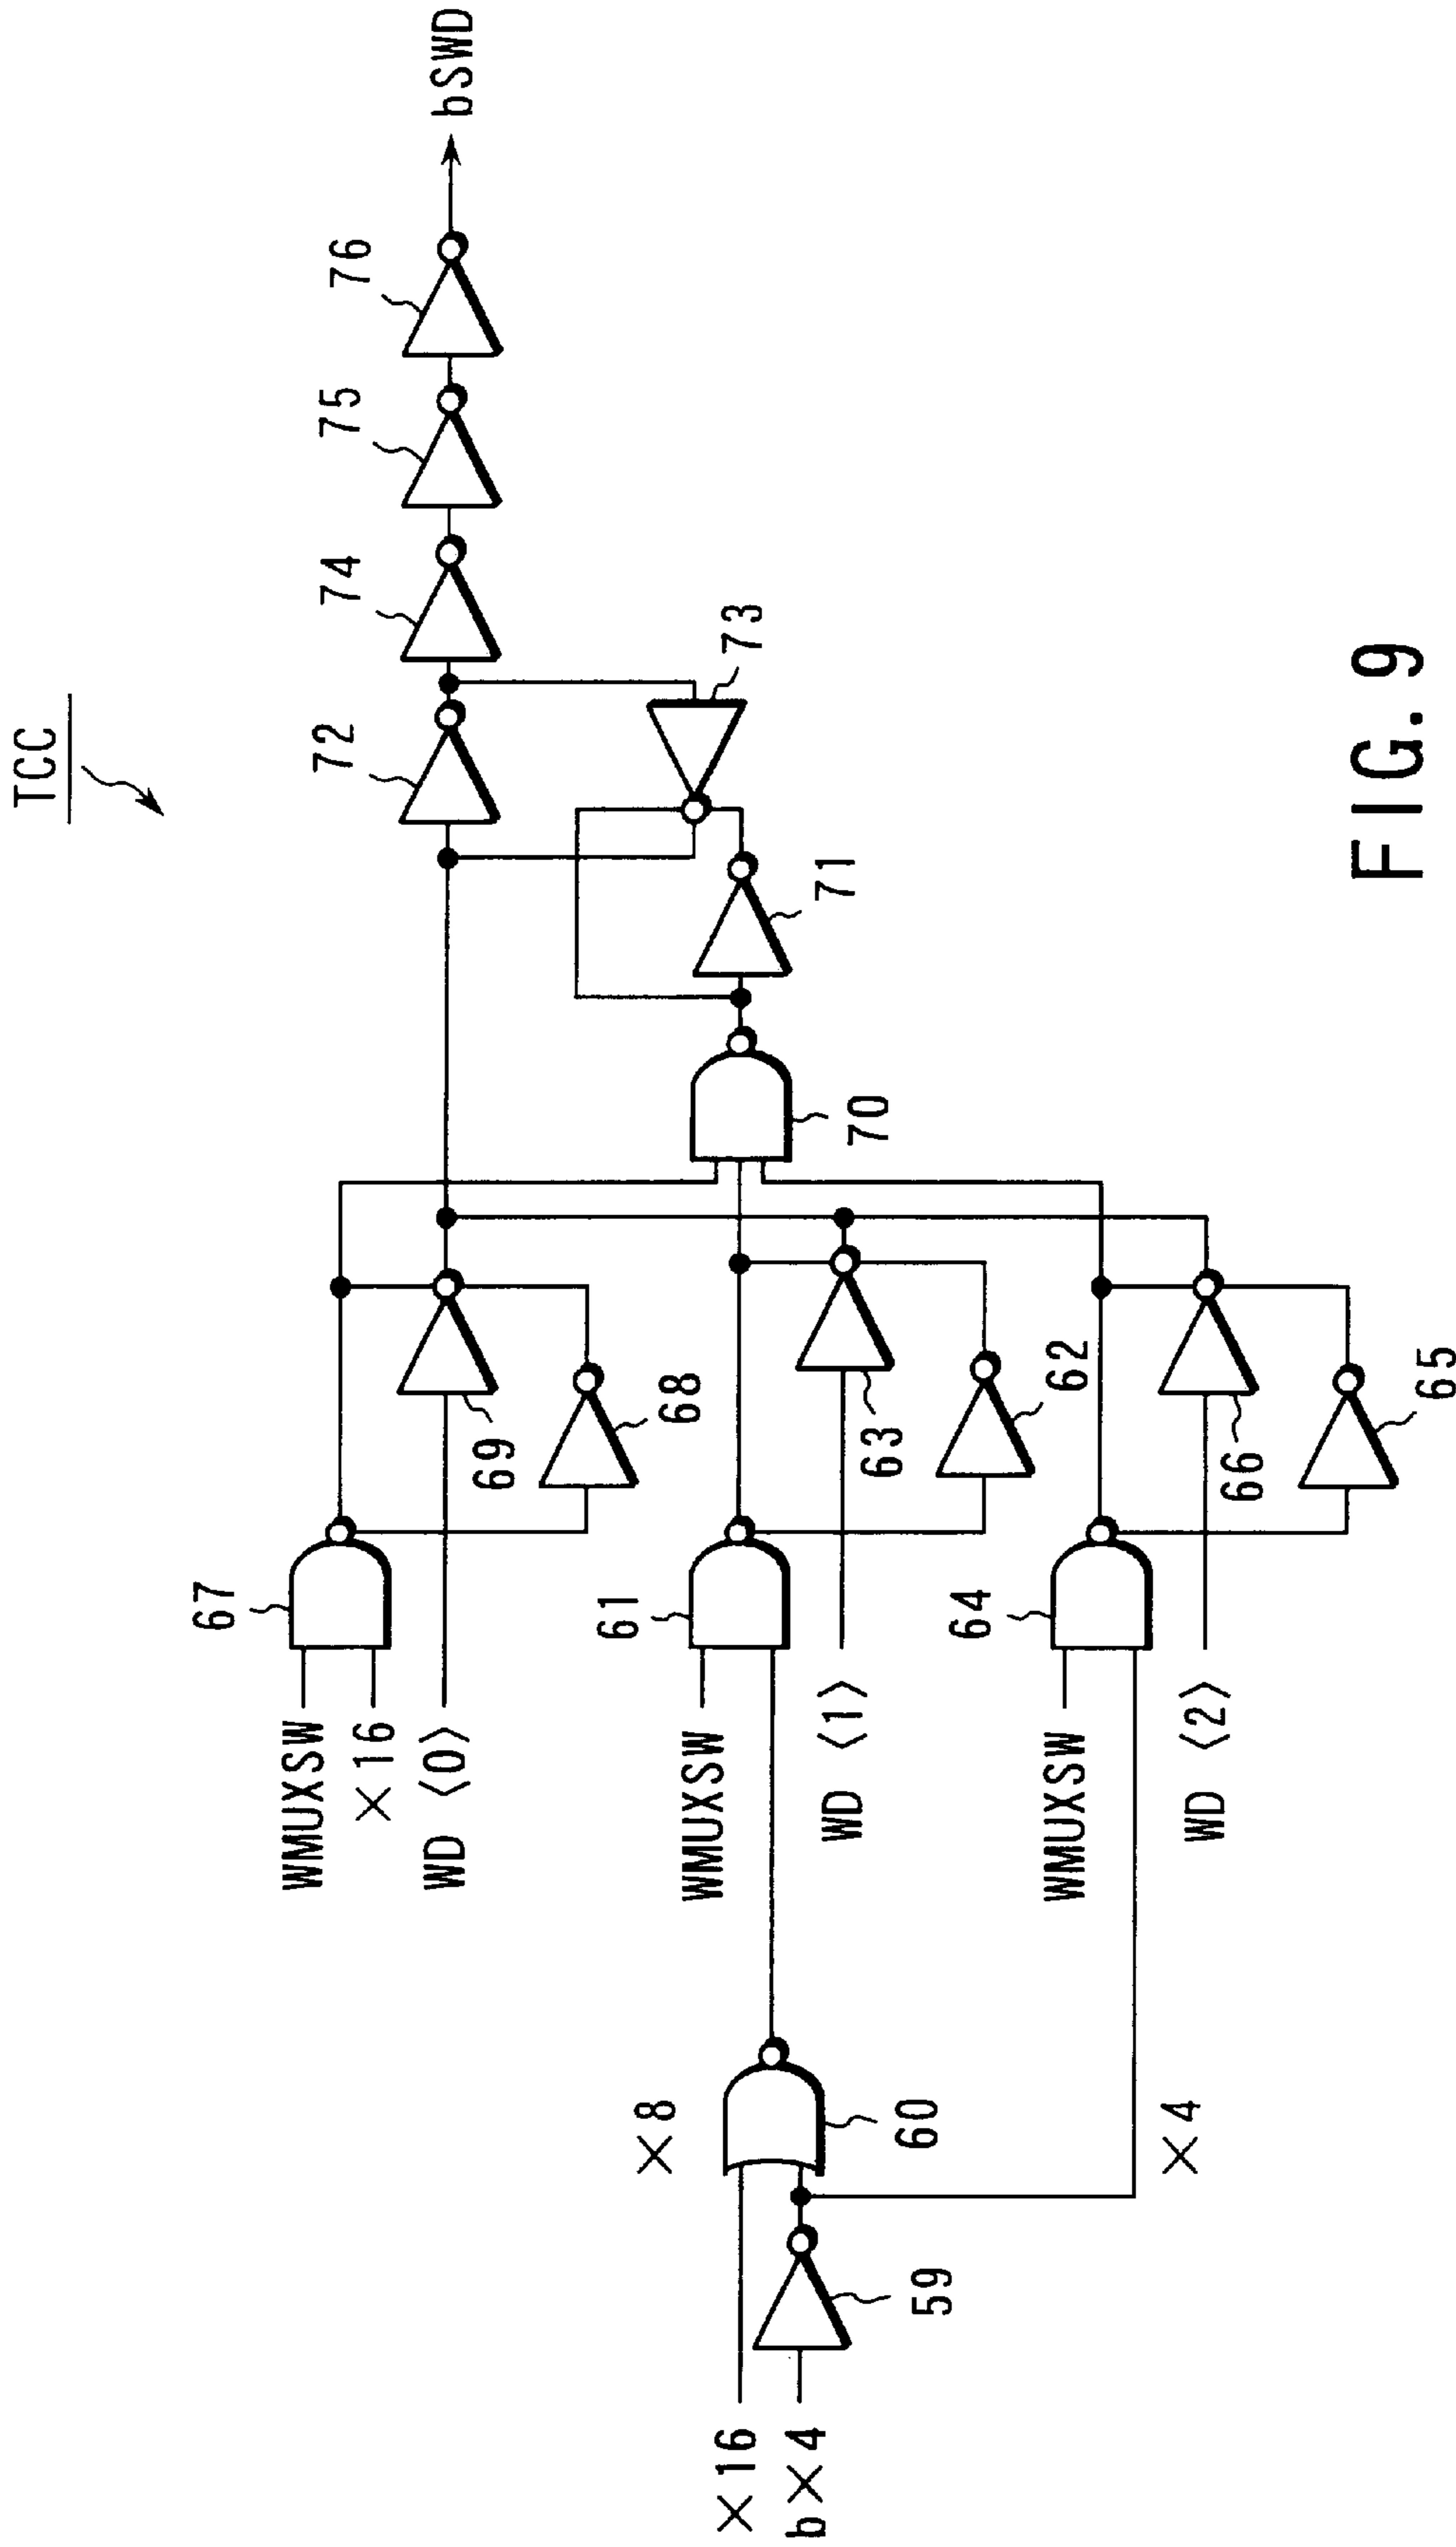 TCC
67
WMUXSW
×16
WD ⟨0⟩
69
68
72
74
75
76
bSWD
73
71
70
61
WMUXSW
WD ⟨1⟩
63
62
64
WMUXSW
WD ⟨2⟩
66
65
×8
60
×16
b×4
59
×4
FIG. 9